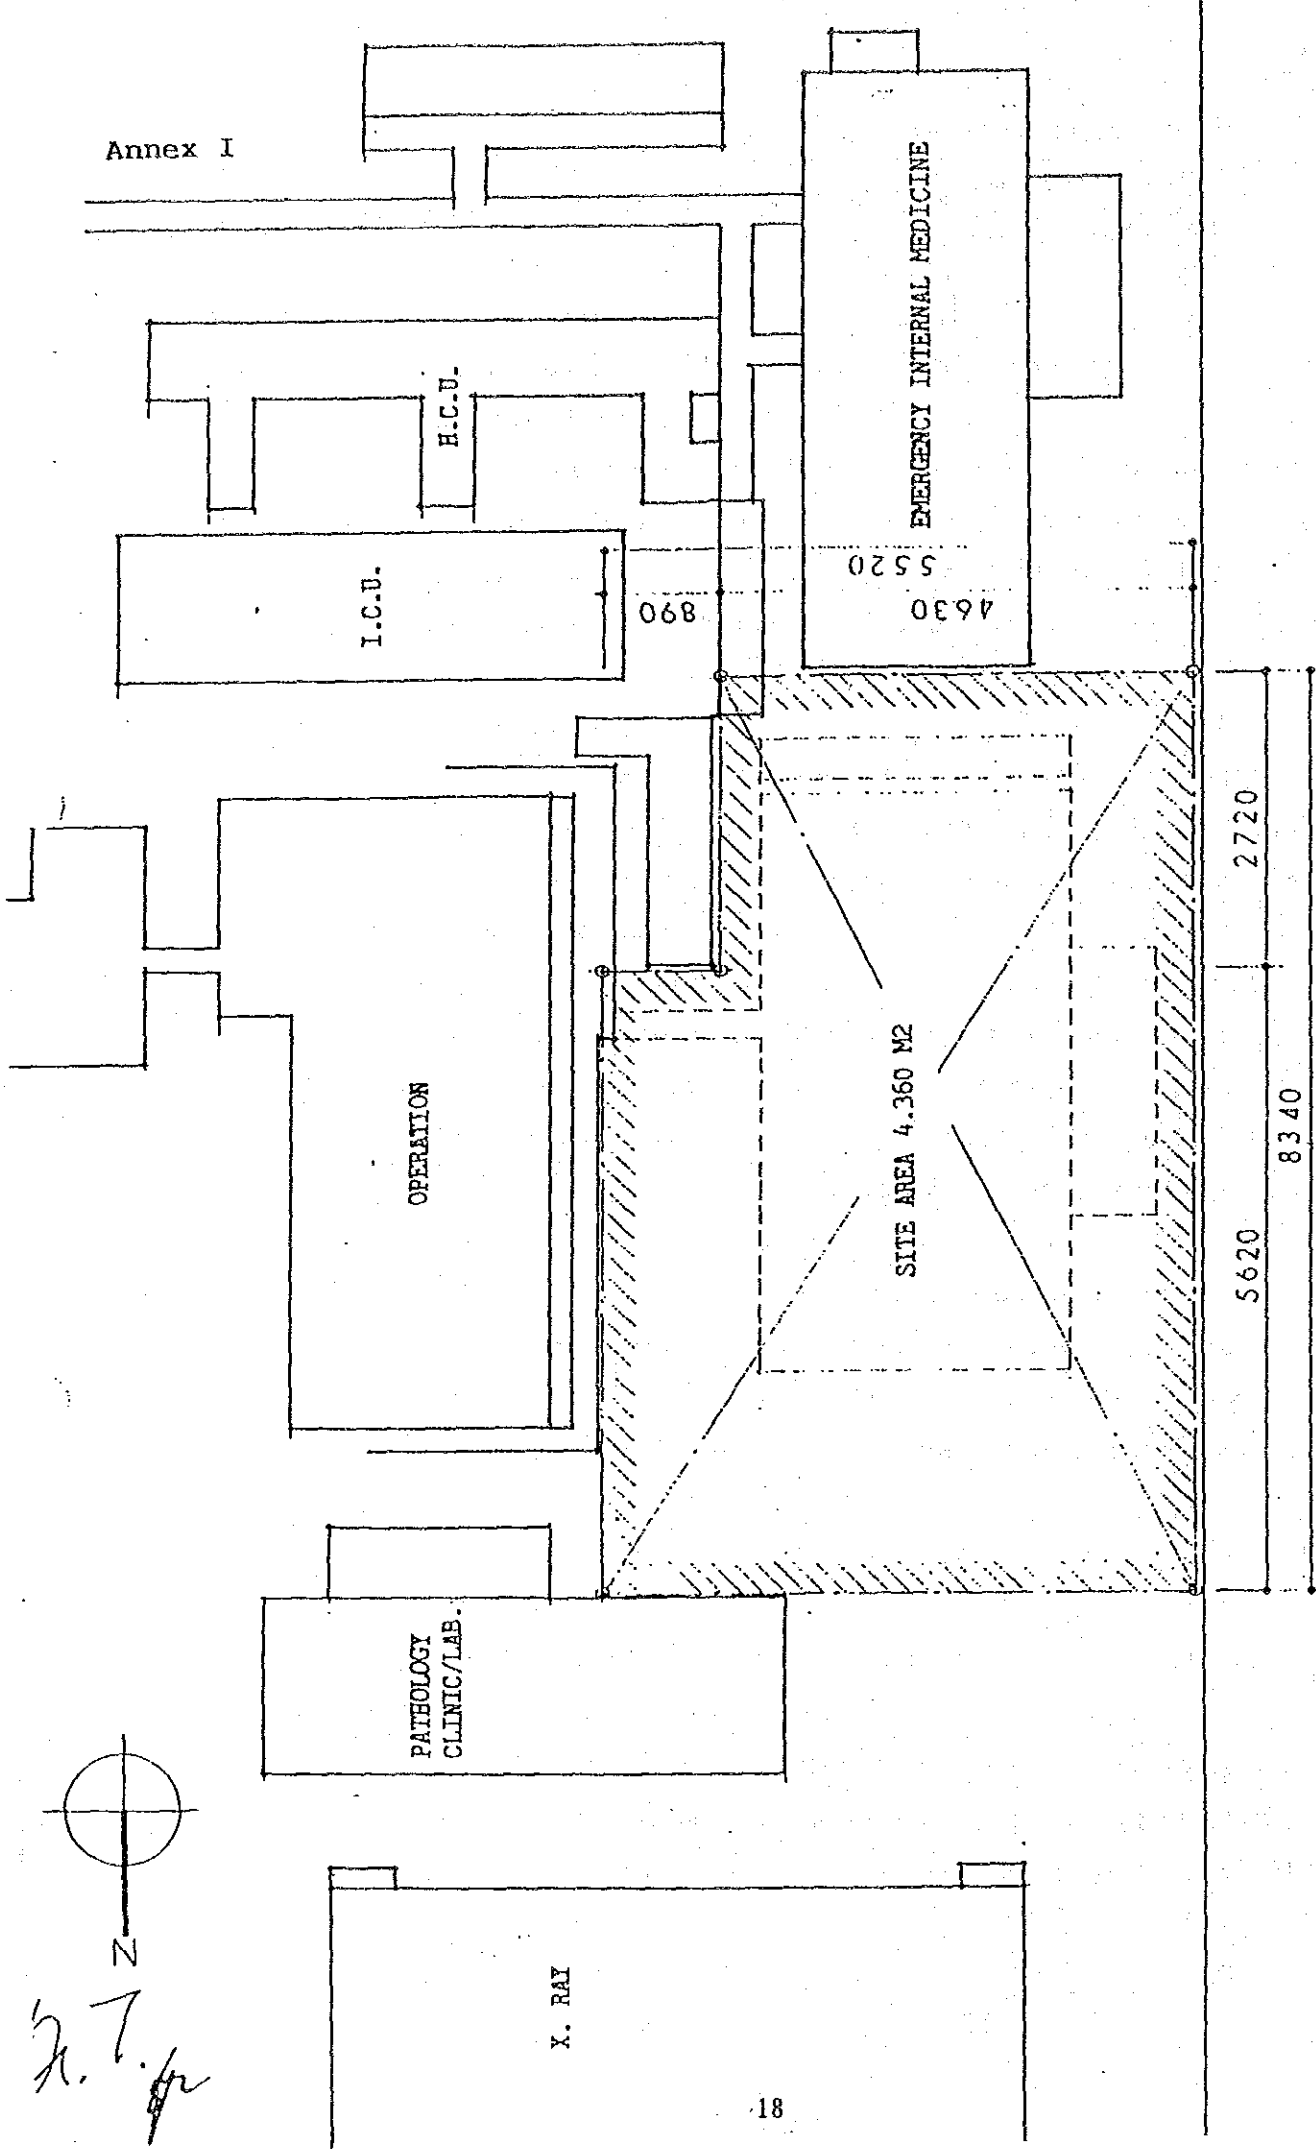 Annex I
EMERGENCY INTERNAL MEDICINE
H.C.U.
I.C.U.
5520
890
4630
2720
OPERATION
SITE AREA 4.360 M2
8340
5620
PATHOLOGY
CLINIC/LAB.
N
X. RAY
18